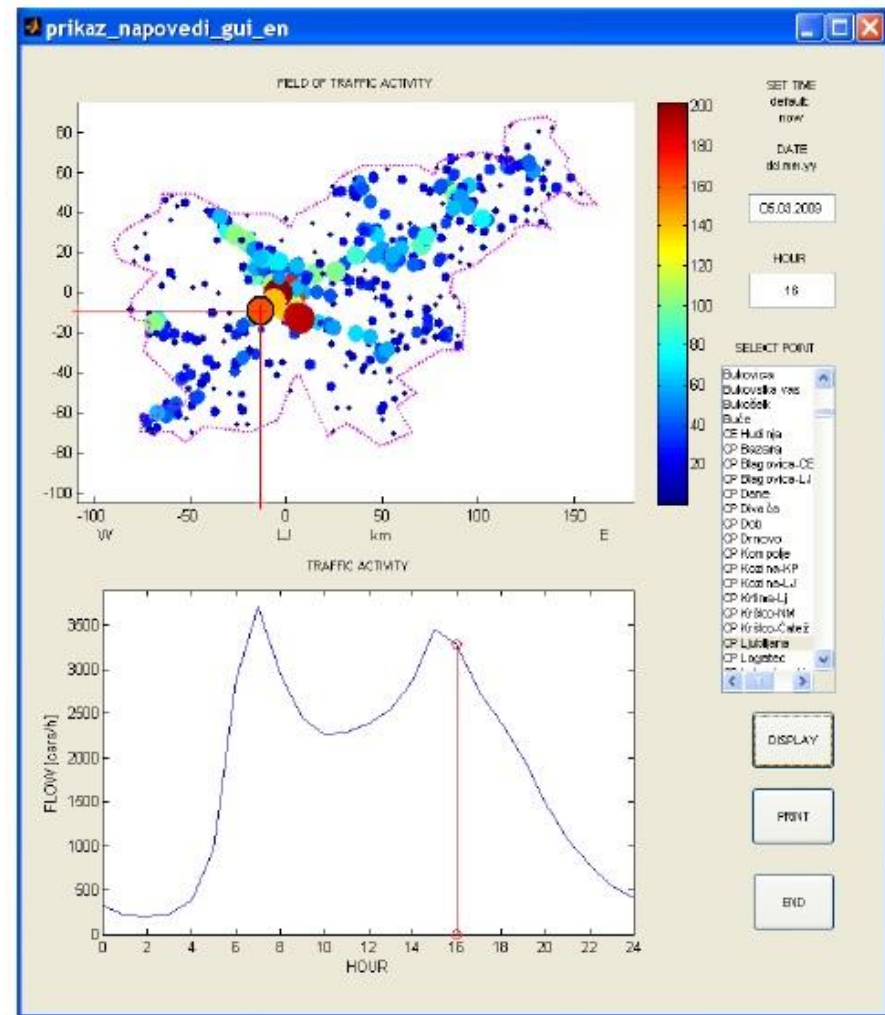 prikaz_napovedi_gui_en
FIELD OF TRAFFIC ACTIVITY
80
60
40
20
0
-20
-40
-60
-80
-100
-100
-50
0
50
100
150
W
LJ
km
E
200
180
160
140
120
100
80
60
40
20
SET TIME
default:
now
DATE
dd.mm.yy
05.03.2009
HOUR
16
SELECT POINT
Bukovica
Bukovska vas
Bukošek
Buče
CE Hudinja
CP Bazara
CP Blagovica-CE
CP Blagovica-LJ
CP Dane
CP Divača
CP Dob
CP Drnovo
CP Kompolje
CP Kozina-KP
CP Kozina-LJ
CP Krtina-Lj
CP Krško-NM
CP Krško-Čatež
CP Ljubljana
CP Logatec
TRAFFIC ACTIVITY
3500
3000
2500
2000
1500
1000
500
0
FLOW [cars/h]
0
2
4
6
8
10
12
14
16
18
20
22
24
HOUR
DISPLAY
PRINT
END